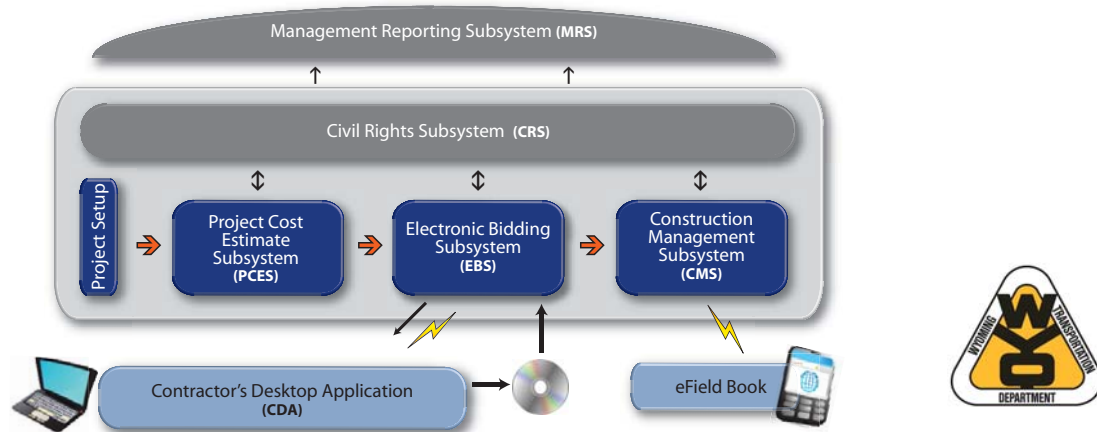 Management Reporting Subsystem (MRS)
Civil Rights Subsystem (CRS)
Project Setup
Project Cost
Estimate
Subsystem
(PCES)
Electronic Bidding
Subsystem
(EBS)
Construction
Management
Subsystem
(CMS)
Contractor's Desktop Application
(CDA)
eField Book
WYOMING
TRANSPORTATION
DEPARTMENT
WYO